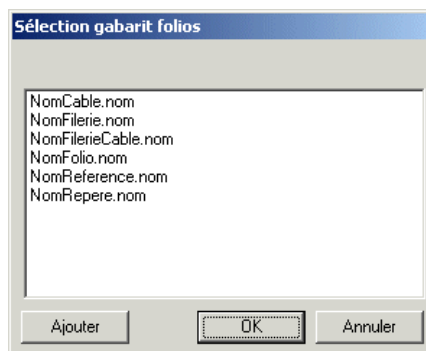 Sélection gabarit folios
NomCable.nom
NomFilerie.nom
NomFilerieCable.nom
NomFolio.nom
NomReference.nom
NomRepere.nom
Ajouter OK Annuler